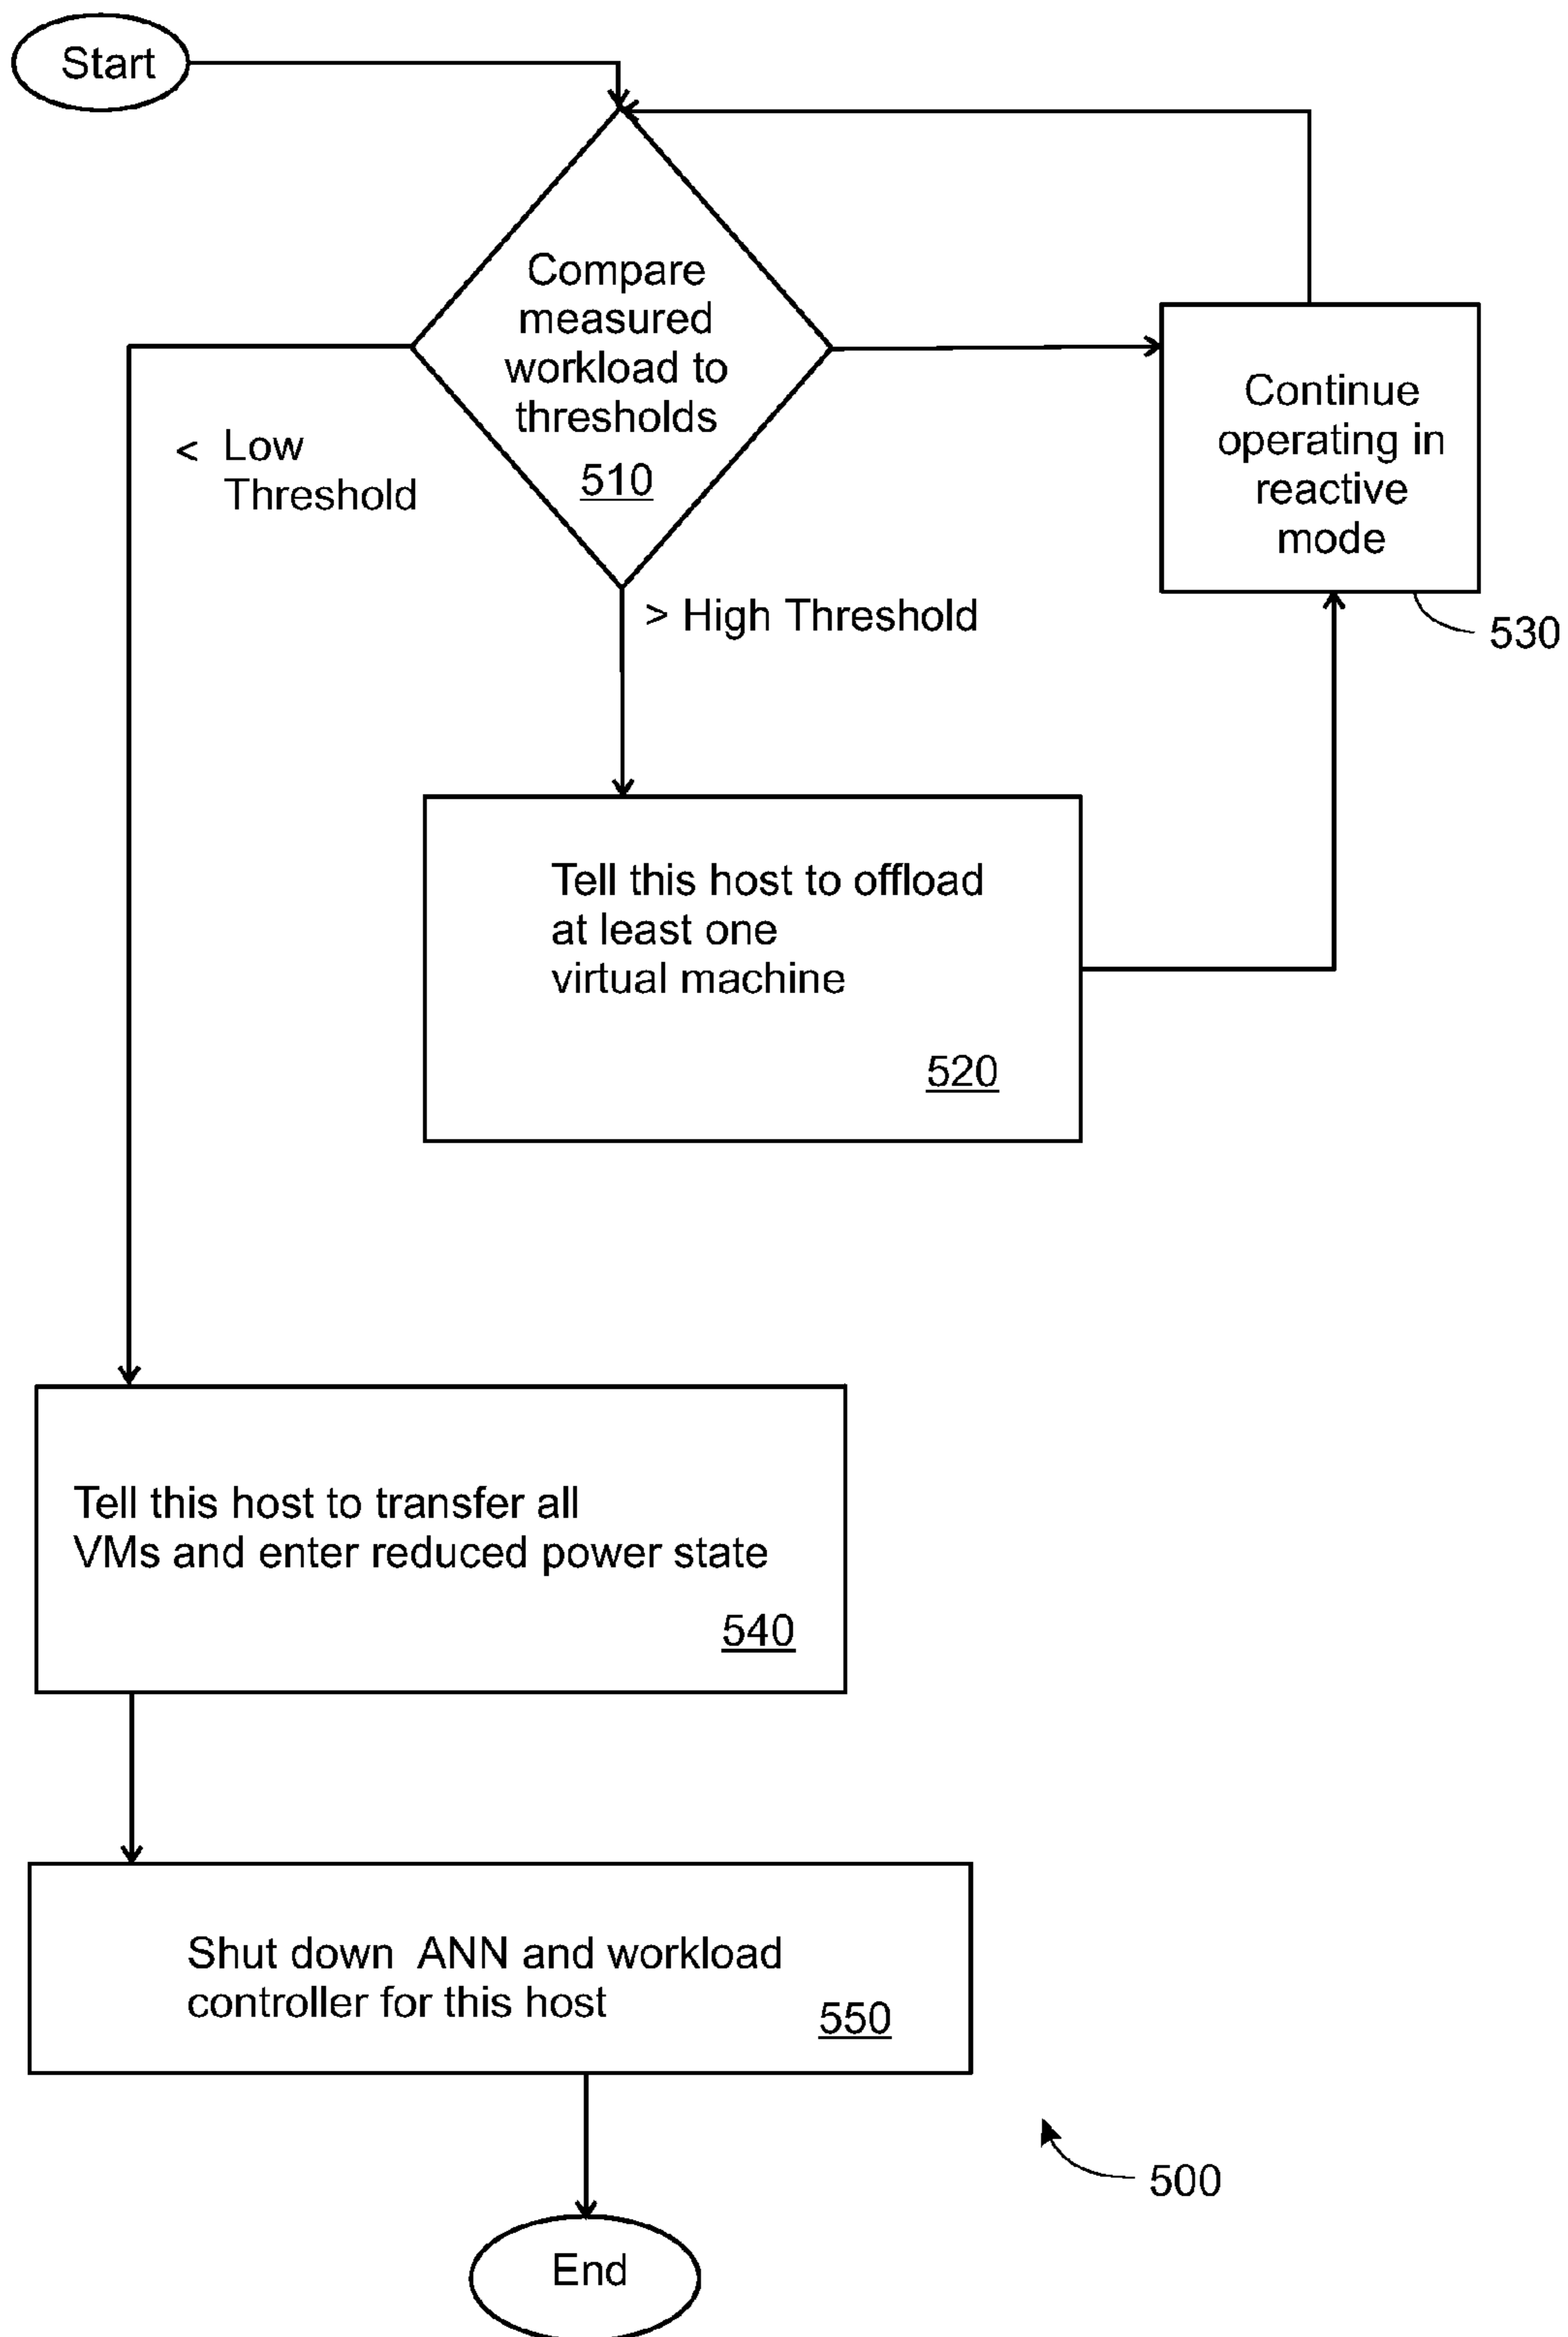 Start
Compare
measured
workload to
thresholds
510
< Low
Threshold
> High Threshold
Continue
operating in
reactive
mode
530
Tell this host to offload
at least one
virtual machine
520
Tell this host to transfer all
VMs and enter reduced power state
540
Shut down ANN and workload
controller for this host
550
500
End